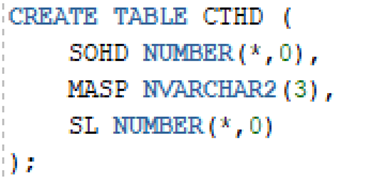 CREATE TABLE CTHD (
SOHD NUMBER(*,0),
MASP NVARCHAR2(3),
SL NUMBER(*,0)
);